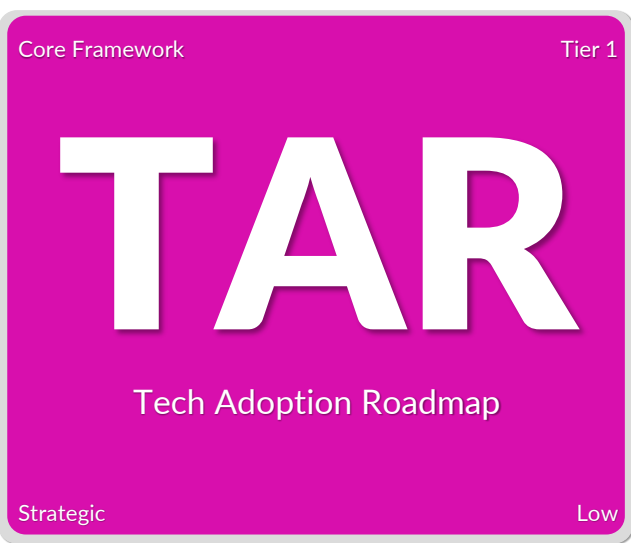 Core Framework Tier 1
TAR
Tech Adoption Roadmap
Strategic Low